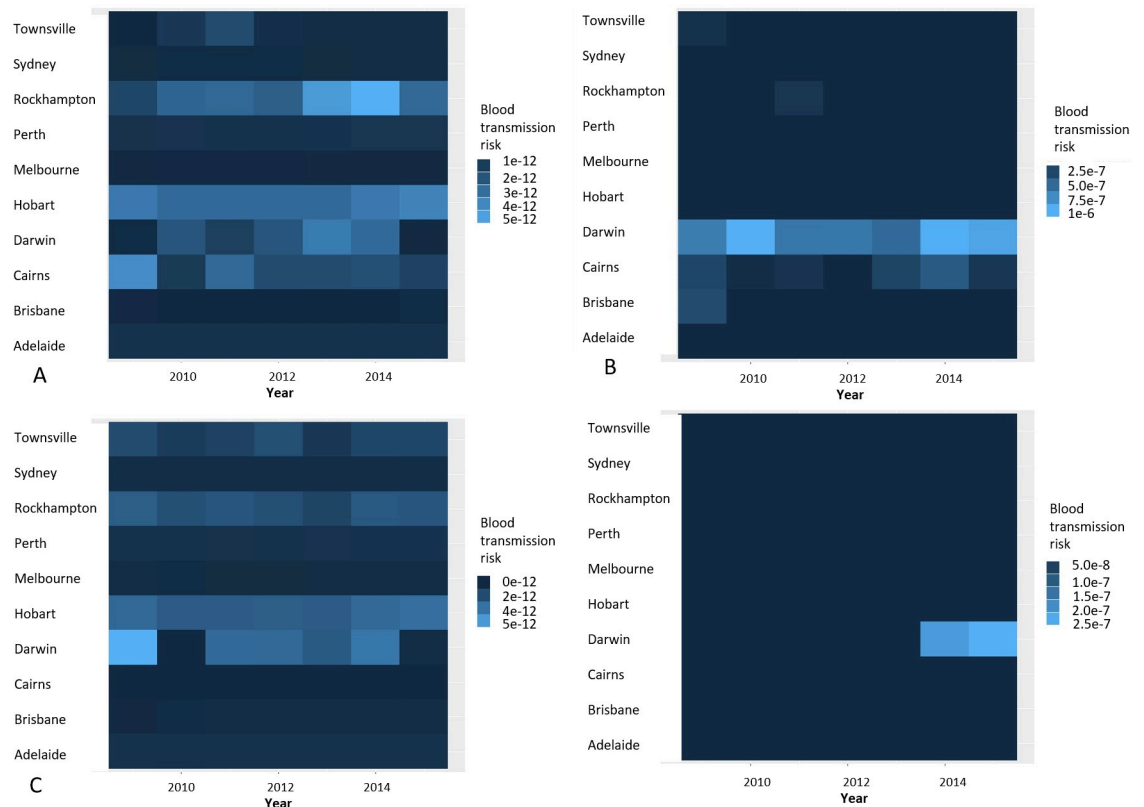 Townsville
Sydney
Rockhampton
Perth
Melbourne
Hobart
Darwin
Cairns
Brisbane
Adelaide
A
2010 2012 2014
Year
Blood
transmission
risk
1e-12
2e-12
3e-12
4e-12
5e-12
Townsville
Sydney
Rockhampton
Perth
Melbourne
Hobart
Darwin
Cairns
Brisbane
Adelaide
B
2010 2012 2014
Year
Blood
transmission
risk
2.5e-7
5.0e-7
7.5e-7
1e-6
Townsville
Sydney
Rockhampton
Perth
Melbourne
Hobart
Darwin
Cairns
Brisbane
Adelaide
C
2010 2012 2014
Year
Blood
transmission
risk
0e-12
2e-12
4e-12
5e-12
Townsville
Sydney
Rockhampton
Perth
Melbourne
Hobart
Darwin
Cairns
Brisbane
Adelaide
2010 2012 2014
Year
Blood
transmission
risk
5.0e-8
1.0e-7
1.5e-7
2.0e-7
2.5e-7